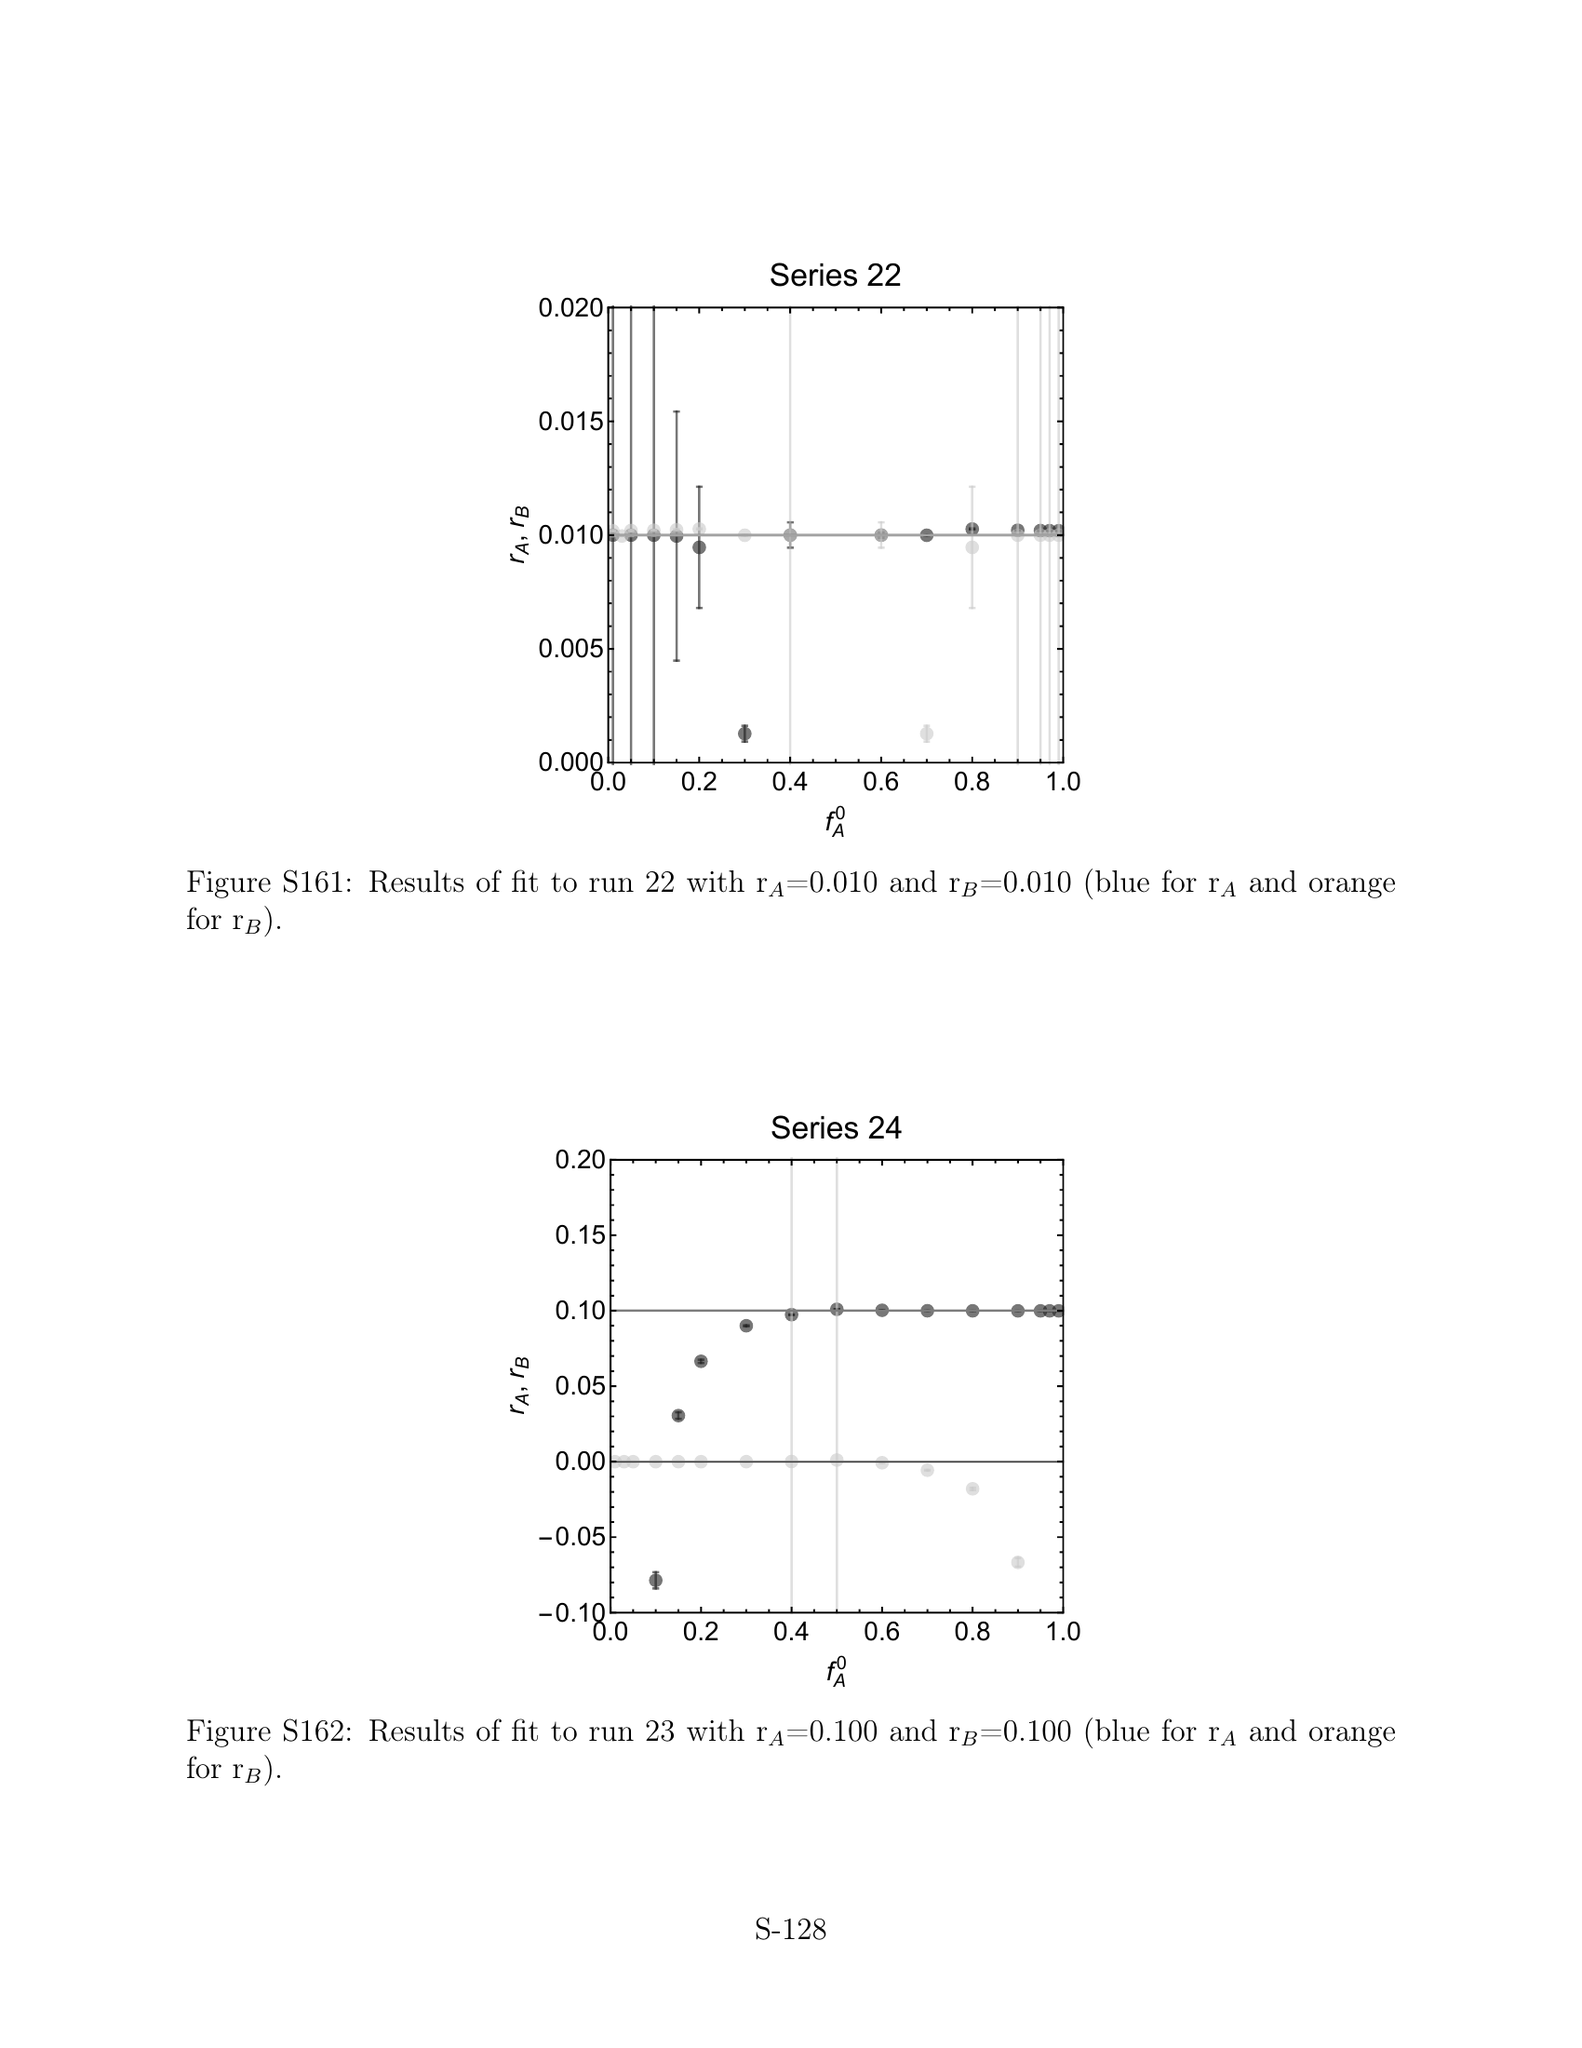 Series 22
0.020
0.015
0.010
0.005
0.000
r_A, r_B
0.0 0.2 0.4 0.6 0.8 1.0
f_A^0
Figure S161: Results of fit to run 22 with r_A=0.010 and r_B=0.010 (blue for r_A and orange
for r_B).
Series 24
0.20
0.15
0.10
0.05
0.00
−0.05
−0.10
r_A, r_B
0.0 0.2 0.4 0.6 0.8 1.0
f_A^0
Figure S162: Results of fit to run 23 with r_A=0.100 and r_B=0.100 (blue for r_A and orange
for r_B).
S-128